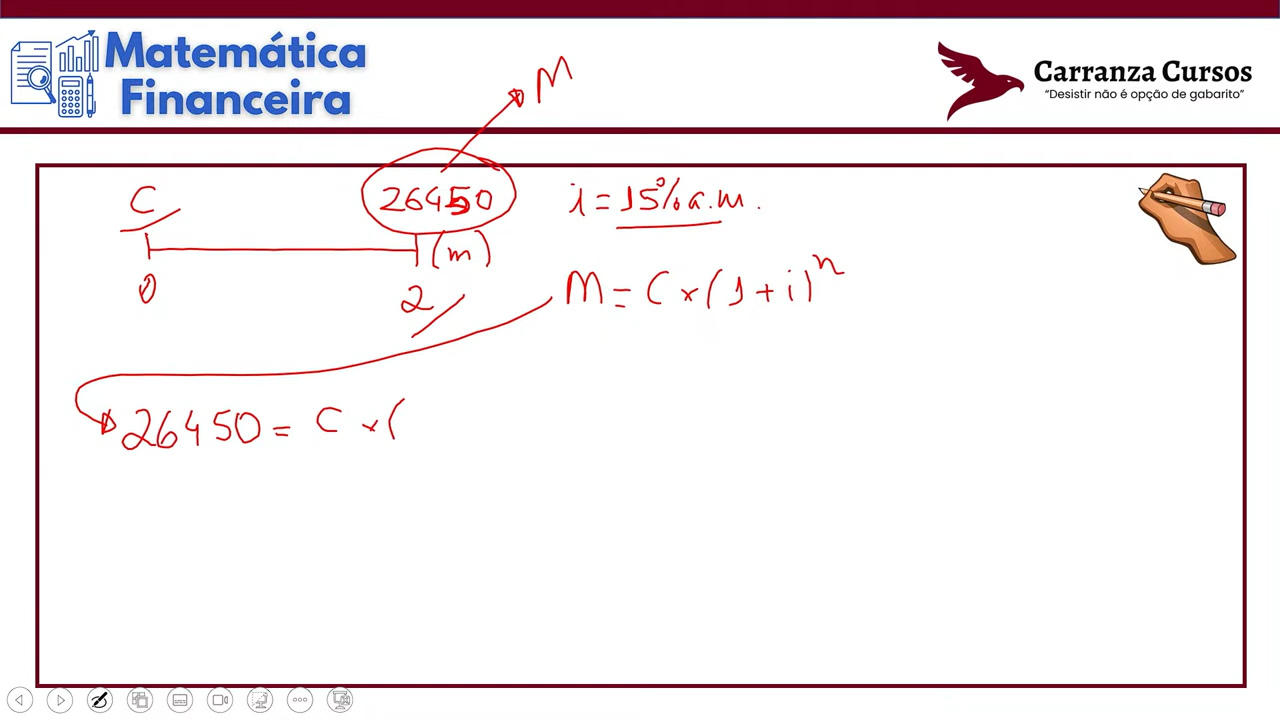 Matemática
Financeira
Carranza Cursos
“Desistir não é opção de gabarito”
M
C
26450
i = 15% a.m.
(m)
0
2
M = C × (1 + i)^n
26450 = C × (